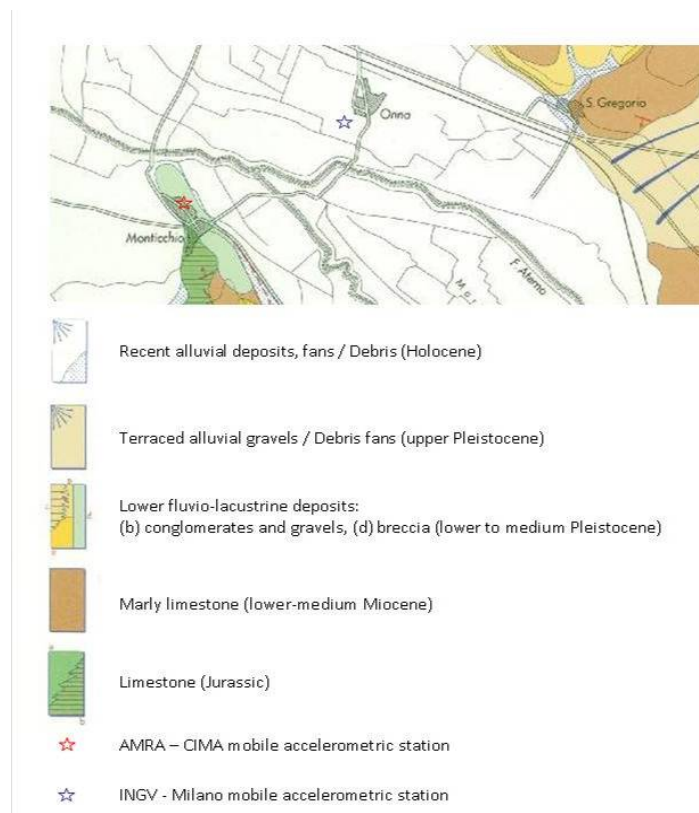 Onna
S. Gregorio
Monticchio
F. Aterno
Recent alluvial deposits, fans / Debris (Holocene)
Terraced alluvial gravels / Debris fans (upper Pleistocene)
Lower fluvio-lacustrine deposits:
(b) conglomerates and gravels, (d) breccia (lower to medium Pleistocene)
Marly limestone (lower-medium Miocene)
Limestone (Jurassic)
AMRA – CIMA mobile accelerometric station
INGV - Milano mobile accelerometric station